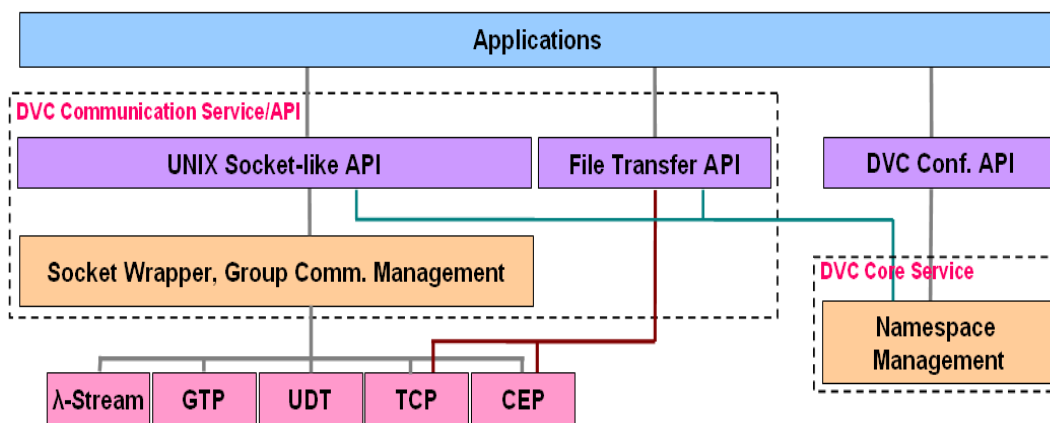 Applications
DVC Communication Service/API
UNIX Socket-like API
File Transfer API
DVC Conf. API
Socket Wrapper, Group Comm. Management
DVC Core Service
Namespace
Management
λ-Stream
GTP
UDT
TCP
CEP